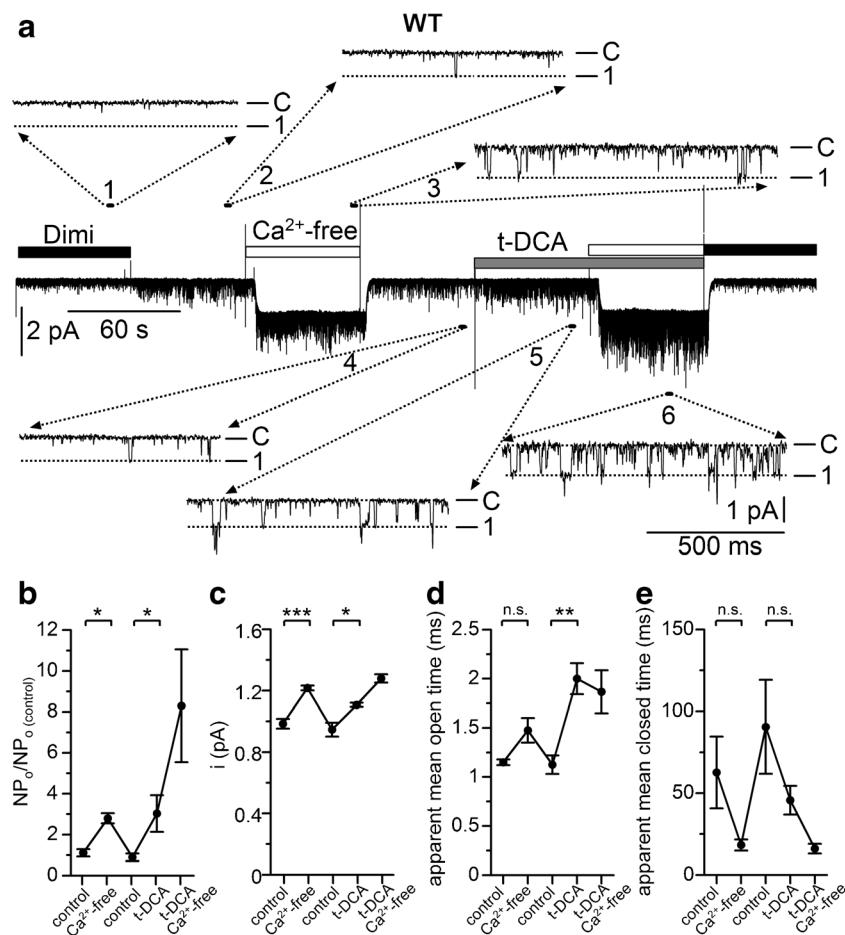 a
WT
C
1
C
1
1
2
3
C
1
Dimi
Ca²⁺-free
t-DCA
2 pA
60 s
4
5
6
C
1
C
1
C
1
1 pA
500 ms
b
*
*
12
10
8
6
4
2
0
NPₒ/NPₒ (control)
control
Ca²⁺-free
control
t-DCA
t-DCA
Ca²⁺-free
c
***
*
1.6
1.2
0.8
0.4
0
i (pA)
control
Ca²⁺-free
control
t-DCA
t-DCA
Ca²⁺-free
d
n.s.
**
2.5
2
1.5
1
0.5
0
apparent mean open time (ms)
control
Ca²⁺-free
control
t-DCA
t-DCA
Ca²⁺-free
e
n.s.
n.s.
150
100
50
0
apparent mean closed time (ms)
control
Ca²⁺-free
control
t-DCA
t-DCA
Ca²⁺-free